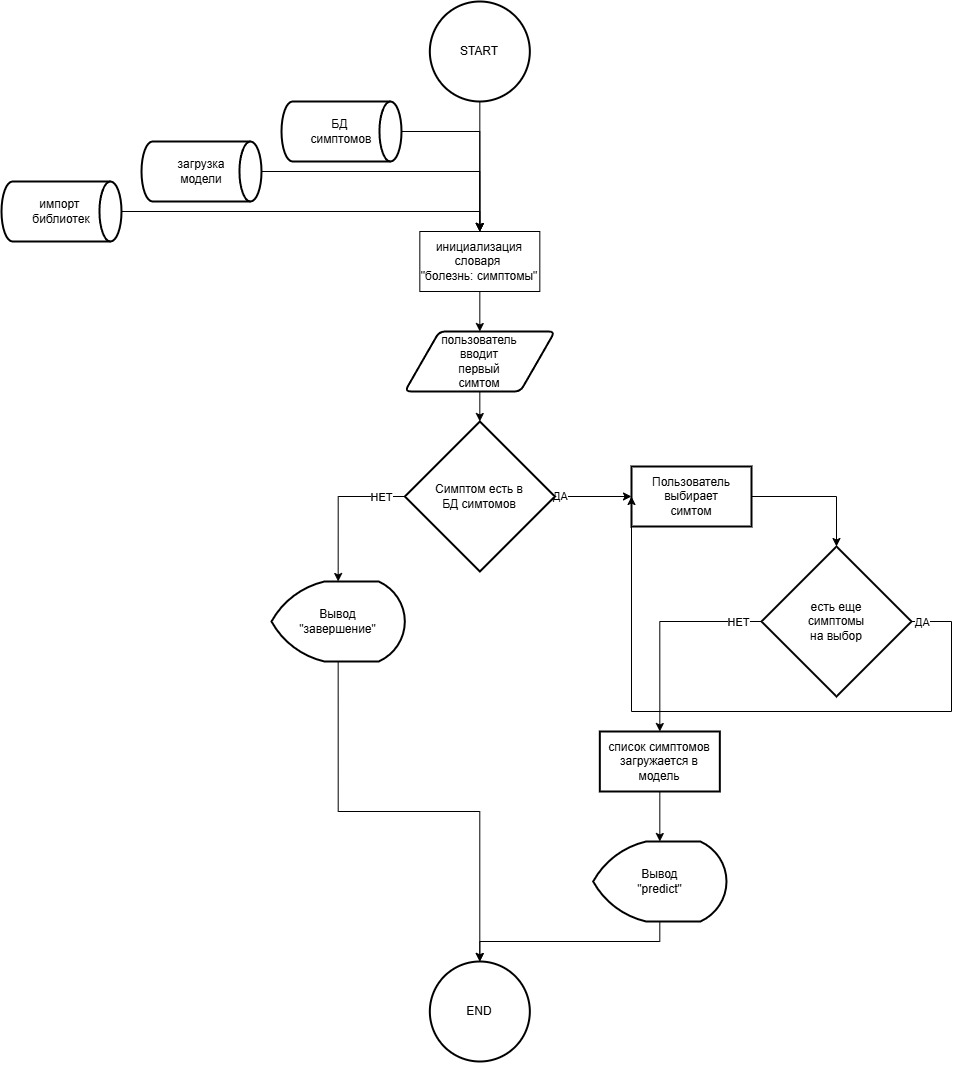 START
БД
симптомов
загрузка
модели
импорт
библиотек
инициализация
словаря
"болезнь: симптомы"
пользователь
вводит
первый
симтом
Симптом есть в
БД симтомов
НЕТ
ДА
Пользователь
выбирает
симтом
Вывод
"завершение"
есть еще
симптомы
на выбор
НЕТ
ДА
список симптомов
загружается в
модель
Вывод
"predict"
END